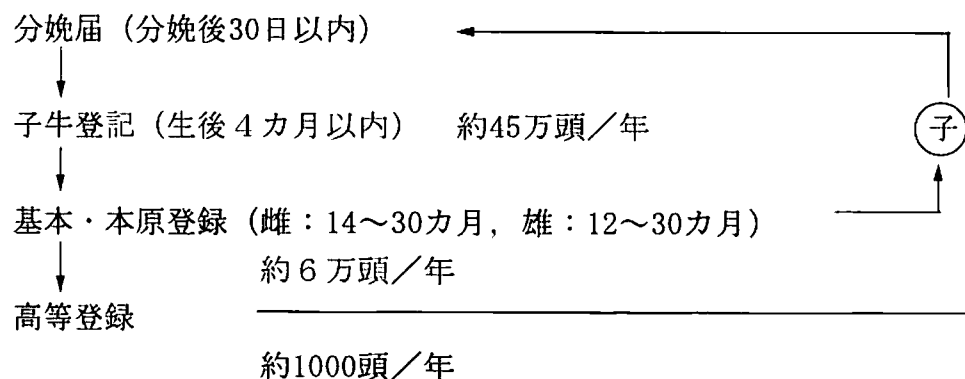 分娩届（分娩後30日以内）
子牛登記（生後４カ月以内）　約45万頭／年
子
基本・本原登録（雌：14〜30カ月，雄：12〜30カ月）
約６万頭／年
高等登録
約1000頭／年